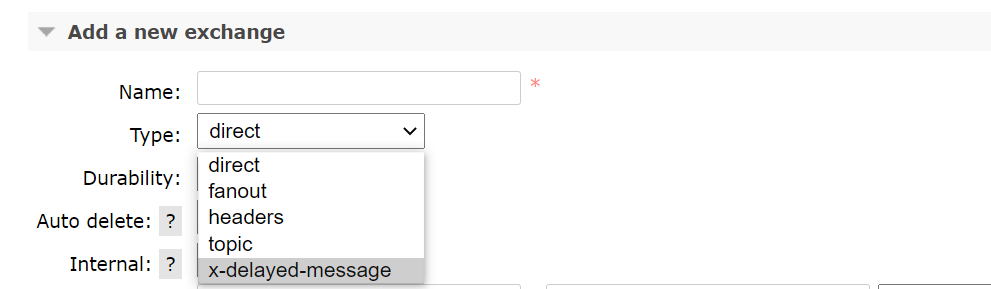 Add a new exchange
Name: *
Type: direct
direct
Durability:
fanout
headers
Auto delete: ?
topic
Internal: ?
x-delayed-message